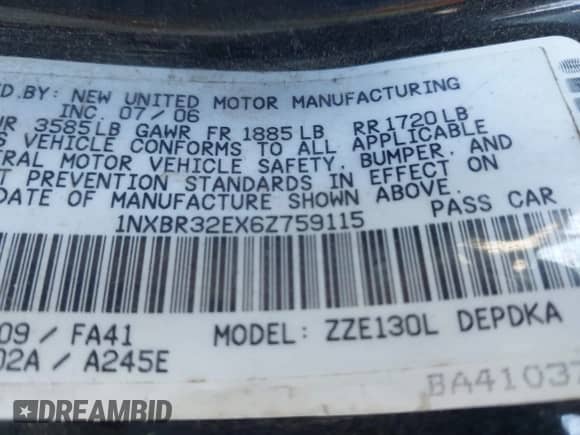 ED BY: NEW UNITED MOTOR MANUFACTURING
INC. 07/06
WR 3585LB GAWR FR 1885LB RR 1720LB
S VEHICLE CONFORMS TO ALL APPLICABLE
ERAL MOTOR VEHICLE SAFETY, BUMPER, AND
T PREVENTION STANDARDS IN EFFECT ON
DATE OF MANUFACTURE SHOWN ABOVE.
1NXBR32EX6Z759115 PASS CAR
09 / FA41 MODEL: ZZE130L DEPDKA
02A / A245E
BA41037
DREAMBID